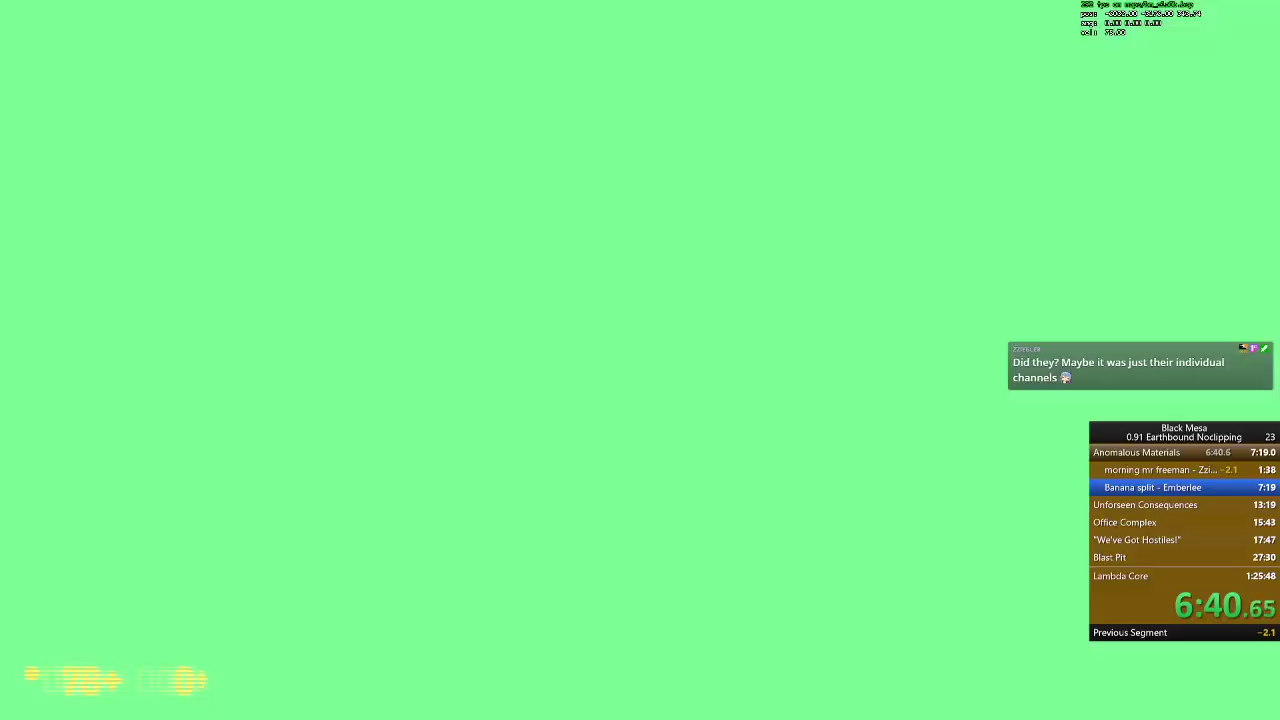 vel: 75.00
Did they? Maybe it was just their individual
channels
Black Mesa
0.91 Earthbound Noclipping 23
Anomalous Materials 6:40.6 7:19.0
morning mr freeman - Zzi... −2.1 1:38
Banana split - Emberlee 7:19
Unforseen Consequences 13:19
Office Complex 15:43
"We've Got Hostiles!" 17:47
Blast Pit 27:30
Lambda Core 1:25:48
6:40.65
Previous Segment −2.1